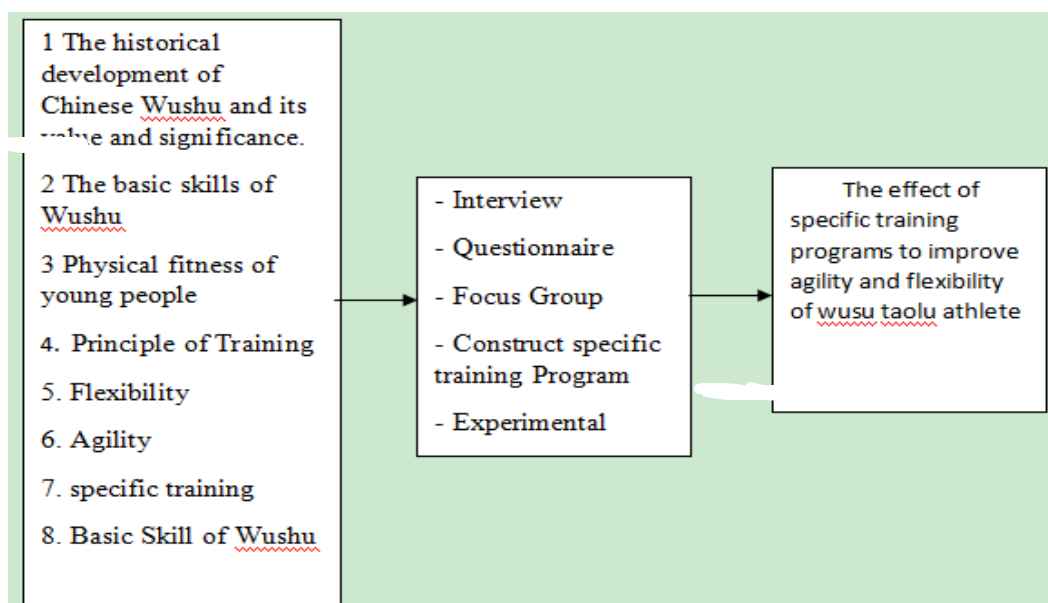 1 The historical
development of
Chinese Wushu and its
value and significance.
2 The basic skills of
Wushu
3 Physical fitness of
young people
4. Principle of Training
5. Flexibility
6. Agility
7. specific training
8. Basic Skill of Wushu
- Interview
- Questionnaire
- Focus Group
- Construct specific
training Program
- Experimental
The effect of
specific training
programs to improve
agility and flexibility
of wusu taolu athlete